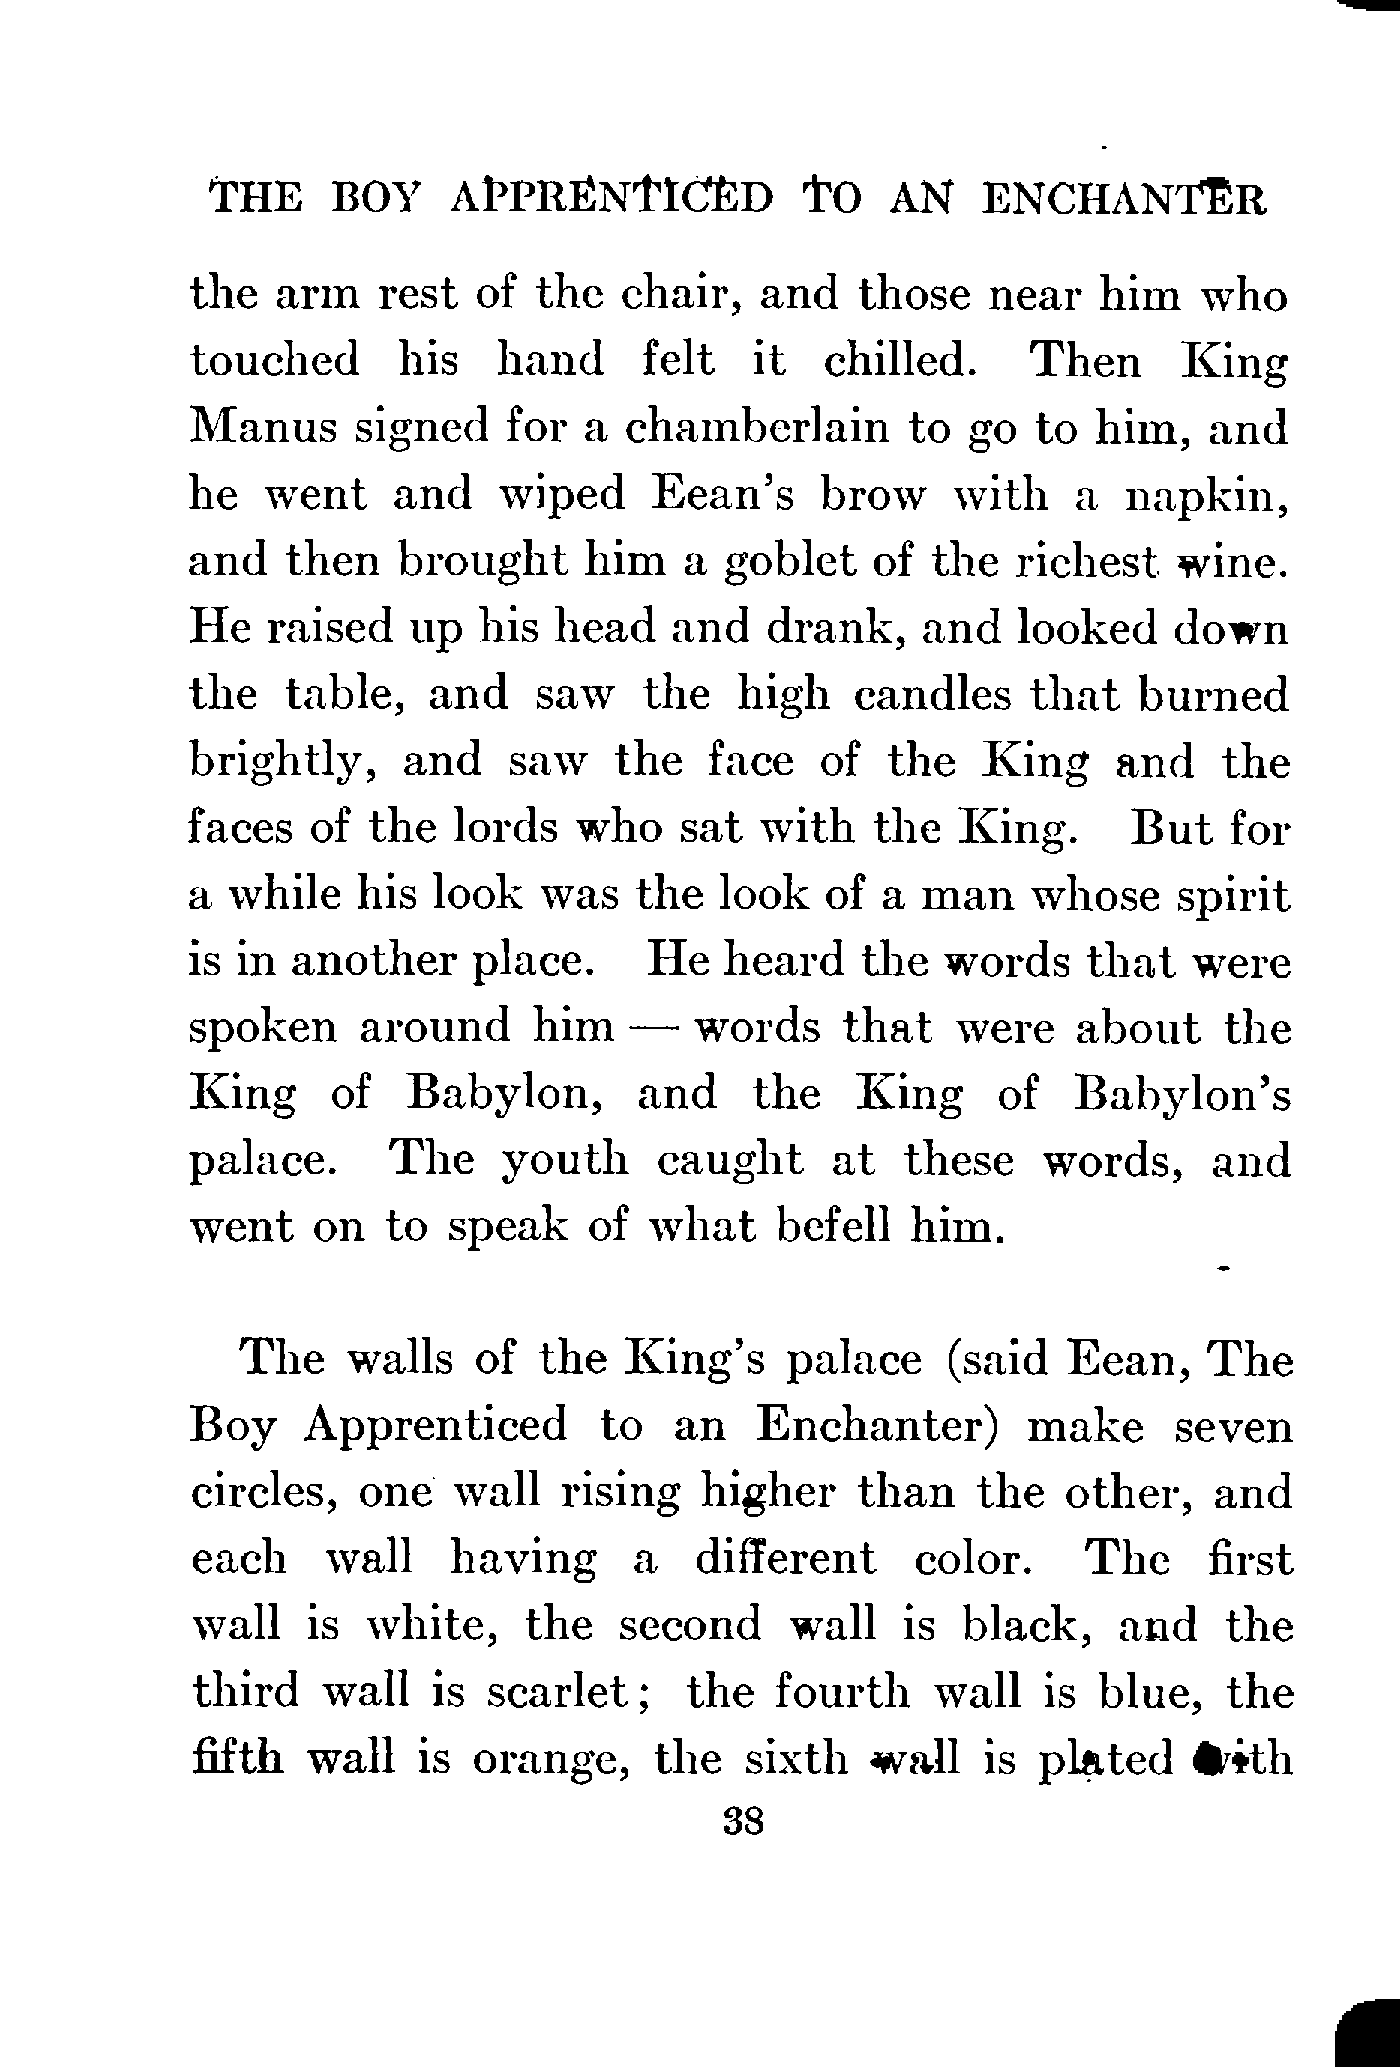 THE BOY APPRENTICED TO AN ENCHANTER
the arm rest of the chair, and those near him who
touched his hand felt it chilled. Then King
Manus signed for a chamberlain to go to him, and
he went and wiped Eean's brow with a napkin,
and then brought him a goblet of the richest wine.
He raised up his head and drank, and looked down
the table, and saw the high candles that burned
brightly, and saw the face of the King and the
faces of the lords who sat with the King. But for
a while his look was the look of a man whose spirit
is in another place. He heard the words that were
spoken around him — words that were about the
King of Babylon, and the King of Babylon's
palace. The youth caught at these words, and
went on to speak of what befell him.
The walls of the King's palace (said Eean, The
Boy Apprenticed to an Enchanter) make seven
circles, one wall rising higher than the other, and
each wall having a different color. The first
wall is white, the second wall is black, and the
third wall is scarlet; the fourth wall is blue, the
fifth wall is orange, the sixth wall is plated with
38